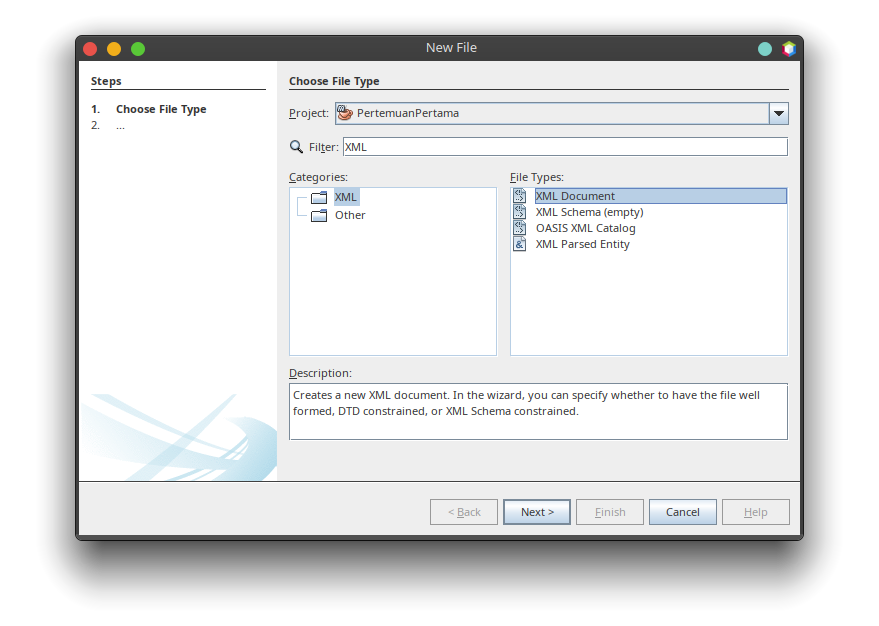 New File
Steps
1. Choose File Type
2. ...
Choose File Type
Project: PertemuanPertama
Filter: XML
Categories:
XML
Other
File Types:
XML Document
XML Schema (empty)
OASIS XML Catalog
XML Parsed Entity
Description:
Creates a new XML document. In the wizard, you can specify whether to have the file well
formed, DTD constrained, or XML Schema constrained.
< Back Next > Finish Cancel Help